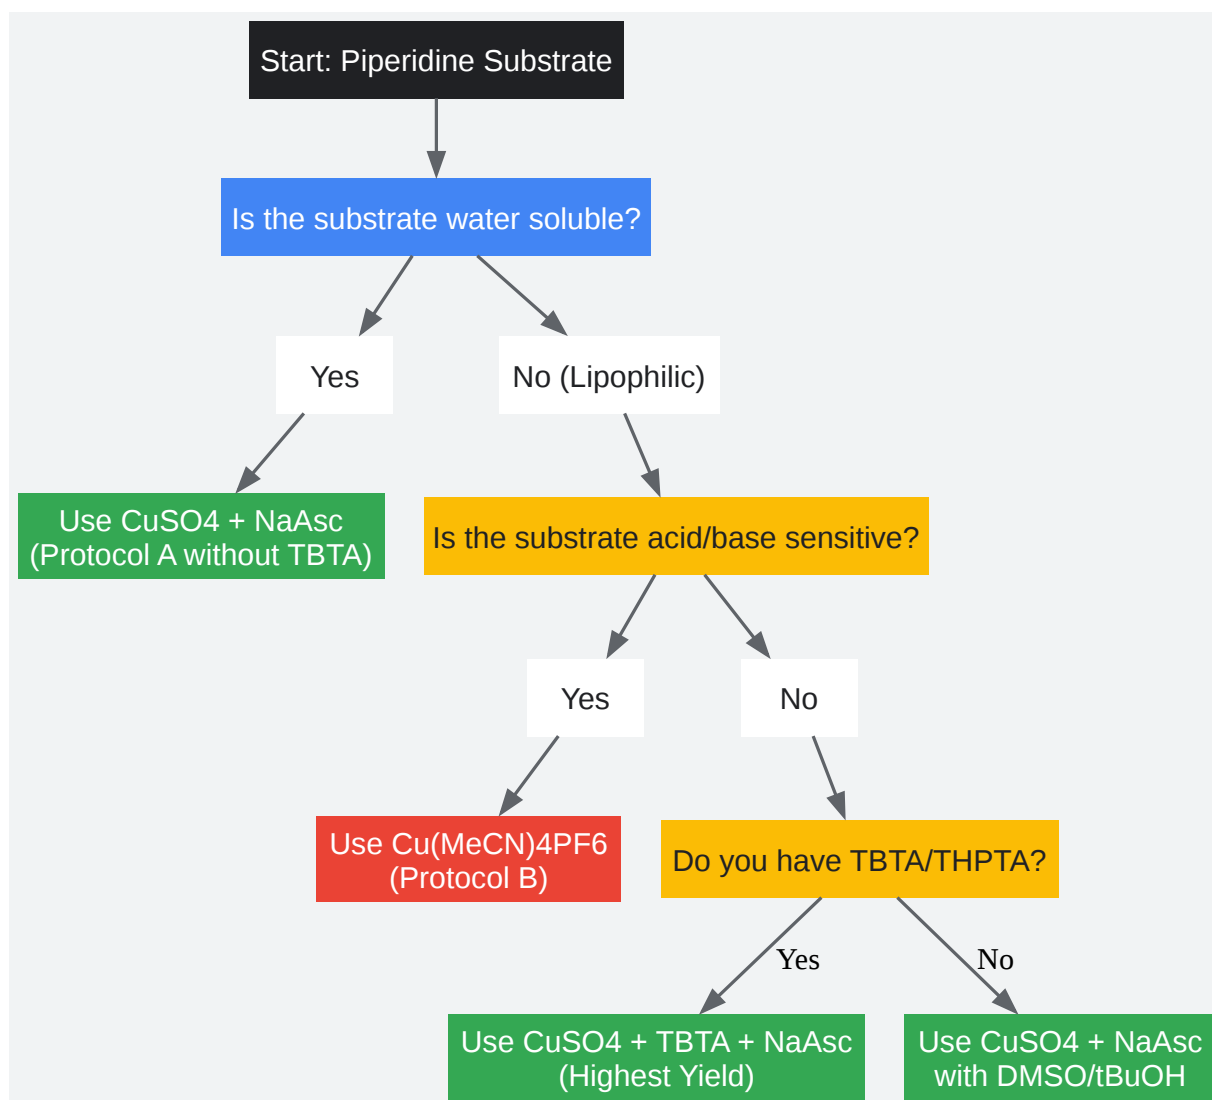 Start: Piperidine Substrate
Is the substrate water soluble?
Yes
No (Lipophilic)
Use CuSO4 + NaAsc
(Protocol A without TBTA)
Is the substrate acid/base sensitive?
Yes
No
Use Cu(MeCN)4PF6
(Protocol B)
Do you have TBTA/THPTA?
Yes
No
Use CuSO4 + TBTA + NaAsc
(Highest Yield)
Use CuSO4 + NaAsc
with DMSO/tBuOH